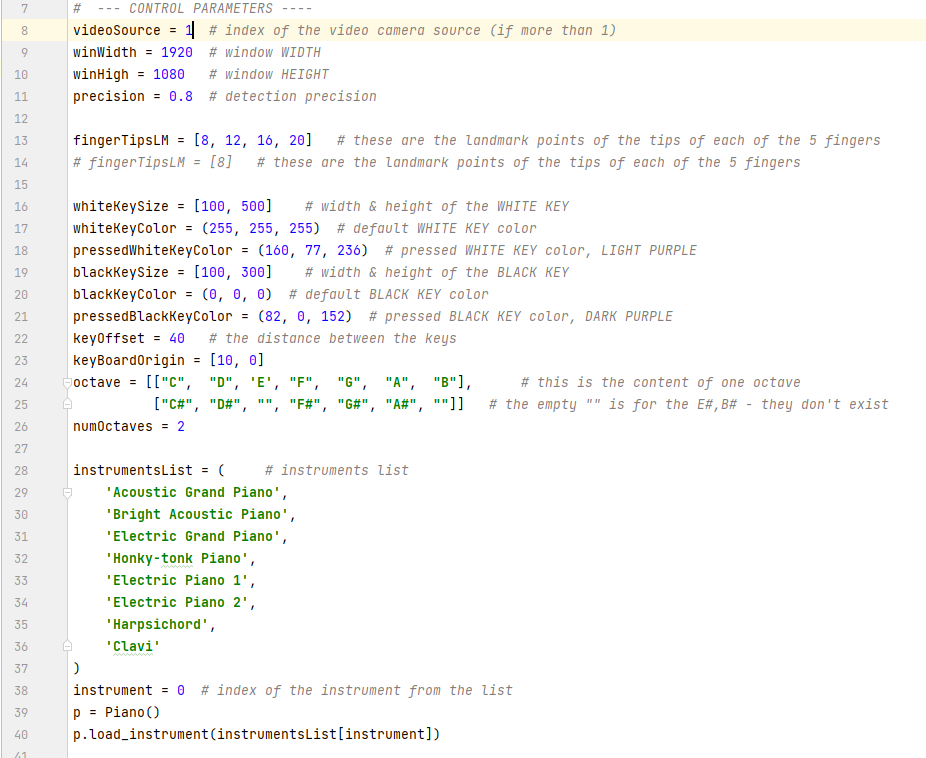 7 # --- CONTROL PARAMETERS ----
8 videoSource = 1 # index of the video camera source (if more than 1)
9 winWidth = 1920 # window WIDTH
10 winHigh = 1080 # window HEIGHT
11 precision = 0.8 # detection precision
12
13 fingerTipsLM = [8, 12, 16, 20] # these are the landmark points of the tips of each of the 5 fingers
14 # fingerTipsLM = [8] # these are the landmark points of the tips of each of the 5 fingers
15
16 whiteKeySize = [100, 500] # width & height of the WHITE KEY
17 whiteKeyColor = (255, 255, 255) # default WHITE KEY color
18 pressedWhiteKeyColor = (160, 77, 236) # pressed WHITE KEY color, LIGHT PURPLE
19 blackKeySize = [100, 300] # width & height of the BLACK KEY
20 blackKeyColor = (0, 0, 0) # default BLACK KEY color
21 pressedBlackKeyColor = (82, 0, 152) # pressed BLACK KEY color, DARK PURPLE
22 keyOffset = 40 # the distance between the keys
23 keyBoardOrigin = [10, 0]
24 octave = [["C", "D", 'E', "F", "G", "A", "B"], # this is the content of one octave
25 ["C#", "D#", "", "F#", "G#", "A#", ""]] # the empty "" is for the E#,B# - they don't exist
26 numOctaves = 2
27
28 instrumentsList = ( # instruments list
29 'Acoustic Grand Piano',
30 'Bright Acoustic Piano',
31 'Electric Grand Piano',
32 'Honky-tonk Piano',
33 'Electric Piano 1',
34 'Electric Piano 2',
35 'Harpsichord',
36 'Clavi'
37 )
38 instrument = 0 # index of the instrument from the list
39 p = Piano()
40 p.load_instrument(instrumentsList[instrument])
41